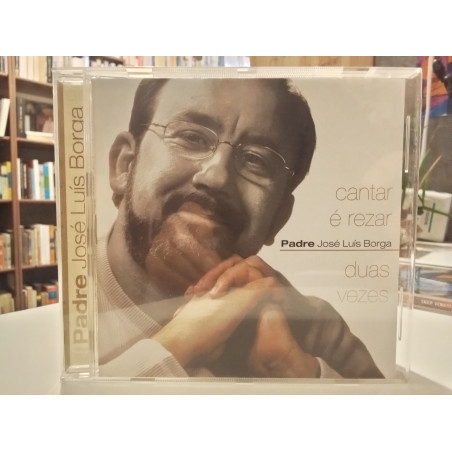 Padre José Luís Borga
cantar
é rezar
Padre José Luís Borga
duas
vezes